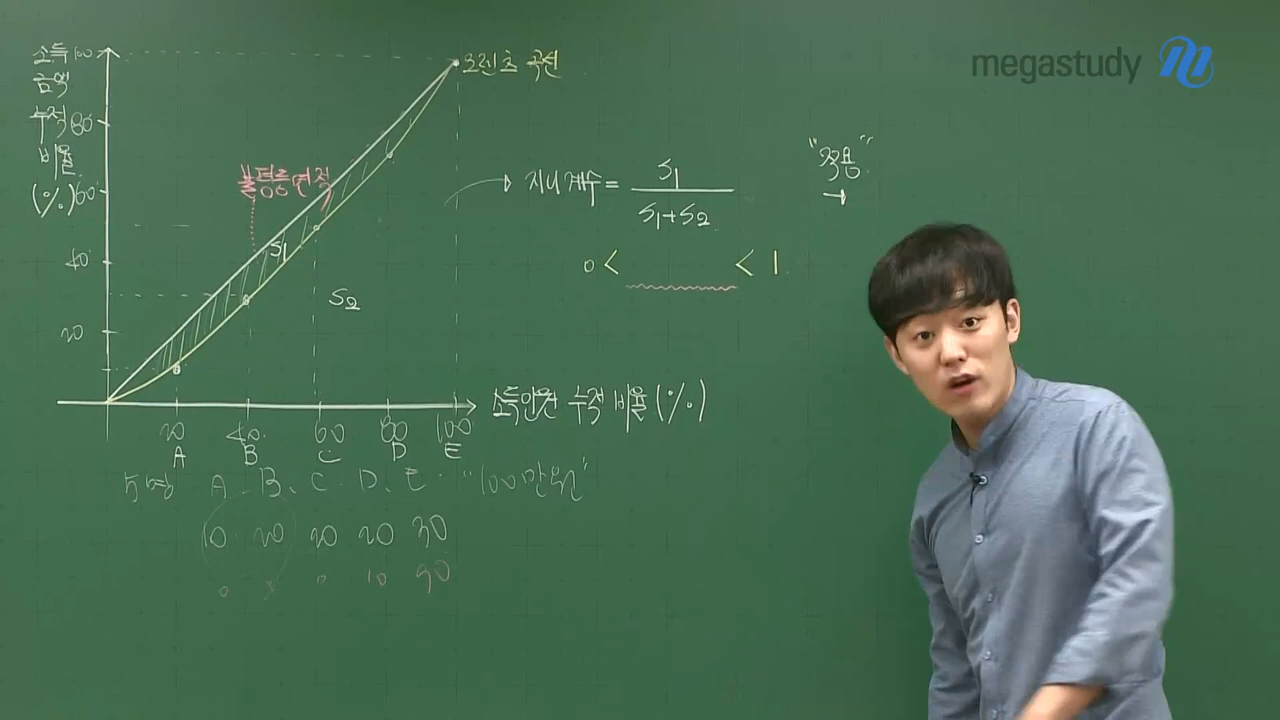 megastudy
소득
금액
누적
비율
(%)
100
80
60
40
20
로렌츠 곡선
불평등 면적
S₁
S₂
지니계수 = S₁ / S₁+S₂
0 < < 1
"적용"
→
소득인원 누적 비율 (%)
20 40 60 80 100
A B C D E
A. B. C. D. E. "100만원"
10 20 20 20 30
0 10 90